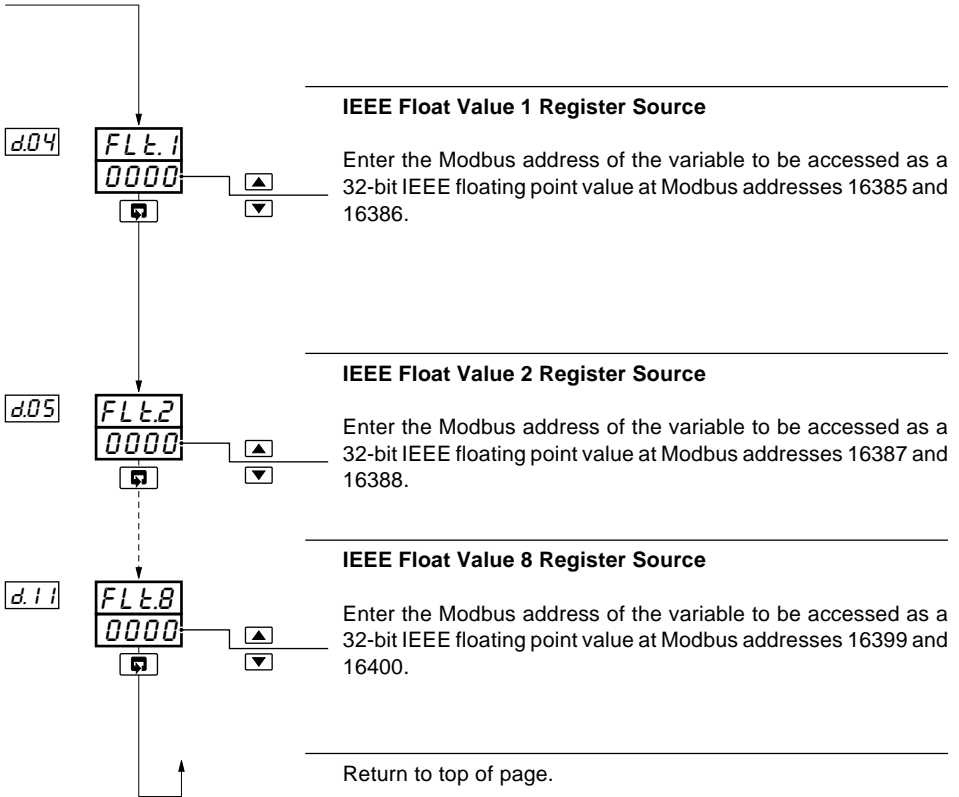 IEEE Float Value 1 Register Source
d.04
FLt.1
0000
Enter the Modbus address of the variable to be accessed as a
32-bit IEEE floating point value at Modbus addresses 16385 and
16386.
IEEE Float Value 2 Register Source
d.05
FLt.2
0000
Enter the Modbus address of the variable to be accessed as a
32-bit IEEE floating point value at Modbus addresses 16387 and
16388.
IEEE Float Value 8 Register Source
d.11
FLt.8
0000
Enter the Modbus address of the variable to be accessed as a
32-bit IEEE floating point value at Modbus addresses 16399 and
16400.
Return to top of page.